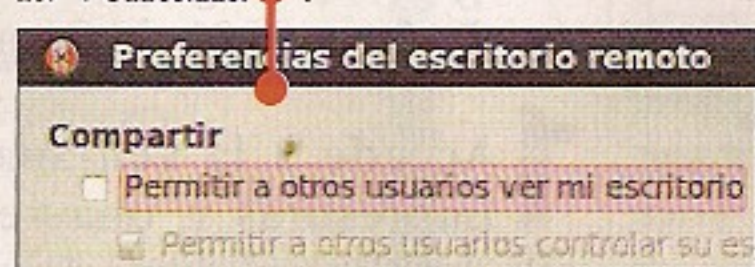 Preferencias del escritorio remoto
Compartir
Permitir a otros usuarios ver mi escritorio
Permitir a otros usuarios controlar su